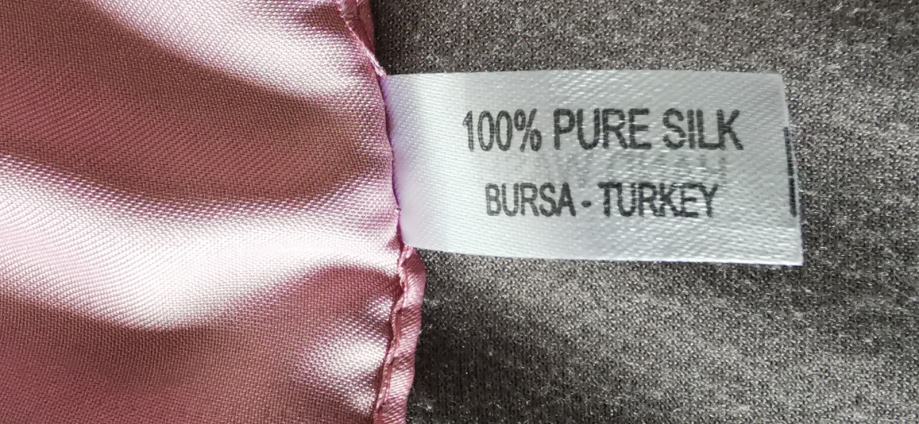 100% PURE SILK
BURSA - TURKEY